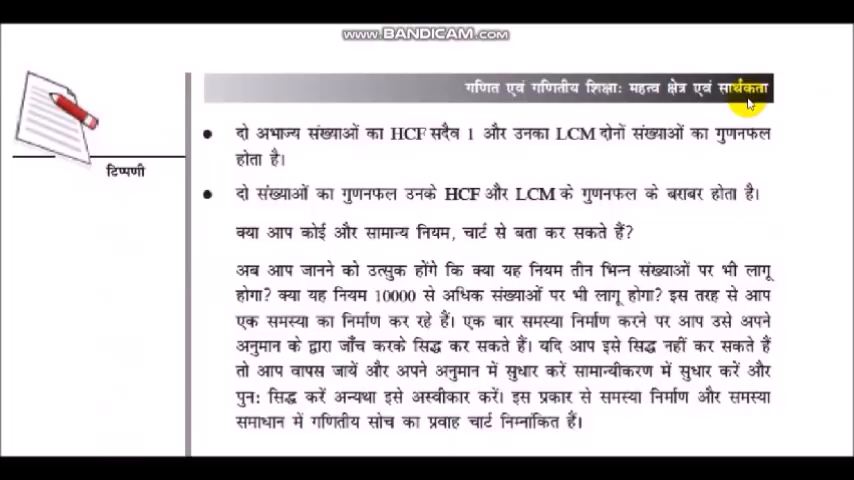 www.BANDICAM.com
गणित एवं गणितीय शिक्षाः महत्व क्षेत्र एवं सार्थकता
टिप्पणी
• दो अभाज्य संख्याओं का HCF सदैव 1 और उनका LCM दोनों संख्याओं का गुणनफल
होता है।
• दो संख्याओं का गुणनफल उनके HCF और LCM के गुणनफल के बराबर होता है।
क्या आप कोई और सामान्य नियम, चार्ट से बता कर सकते हैं?
अब आप जानने को उत्सुक होंगे कि क्या यह नियम तीन भिन्न संख्याओं पर भी लागू
होगा? क्या यह नियम 10000 से अधिक संख्याओं पर भी लागू होगा? इस तरह से आप
एक समस्या का निर्माण कर रहे हैं। एक बार समस्या निर्माण करने पर आप उसे अपने
अनुमान के द्वारा जाँच करके सिद्ध कर सकते हैं। यदि आप इसे सिद्ध नहीं कर सकते हैं
तो आप वापस जायें और अपने अनुमान में सुधार करें सामान्यीकरण में सुधार करें और
पुनः सिद्ध करें अन्यथा इसे अस्वीकार करें। इस प्रकार से समस्या निर्माण और समस्या
समाधान में गणितीय सोच का प्रवाह चार्ट निम्नांकित हैं।